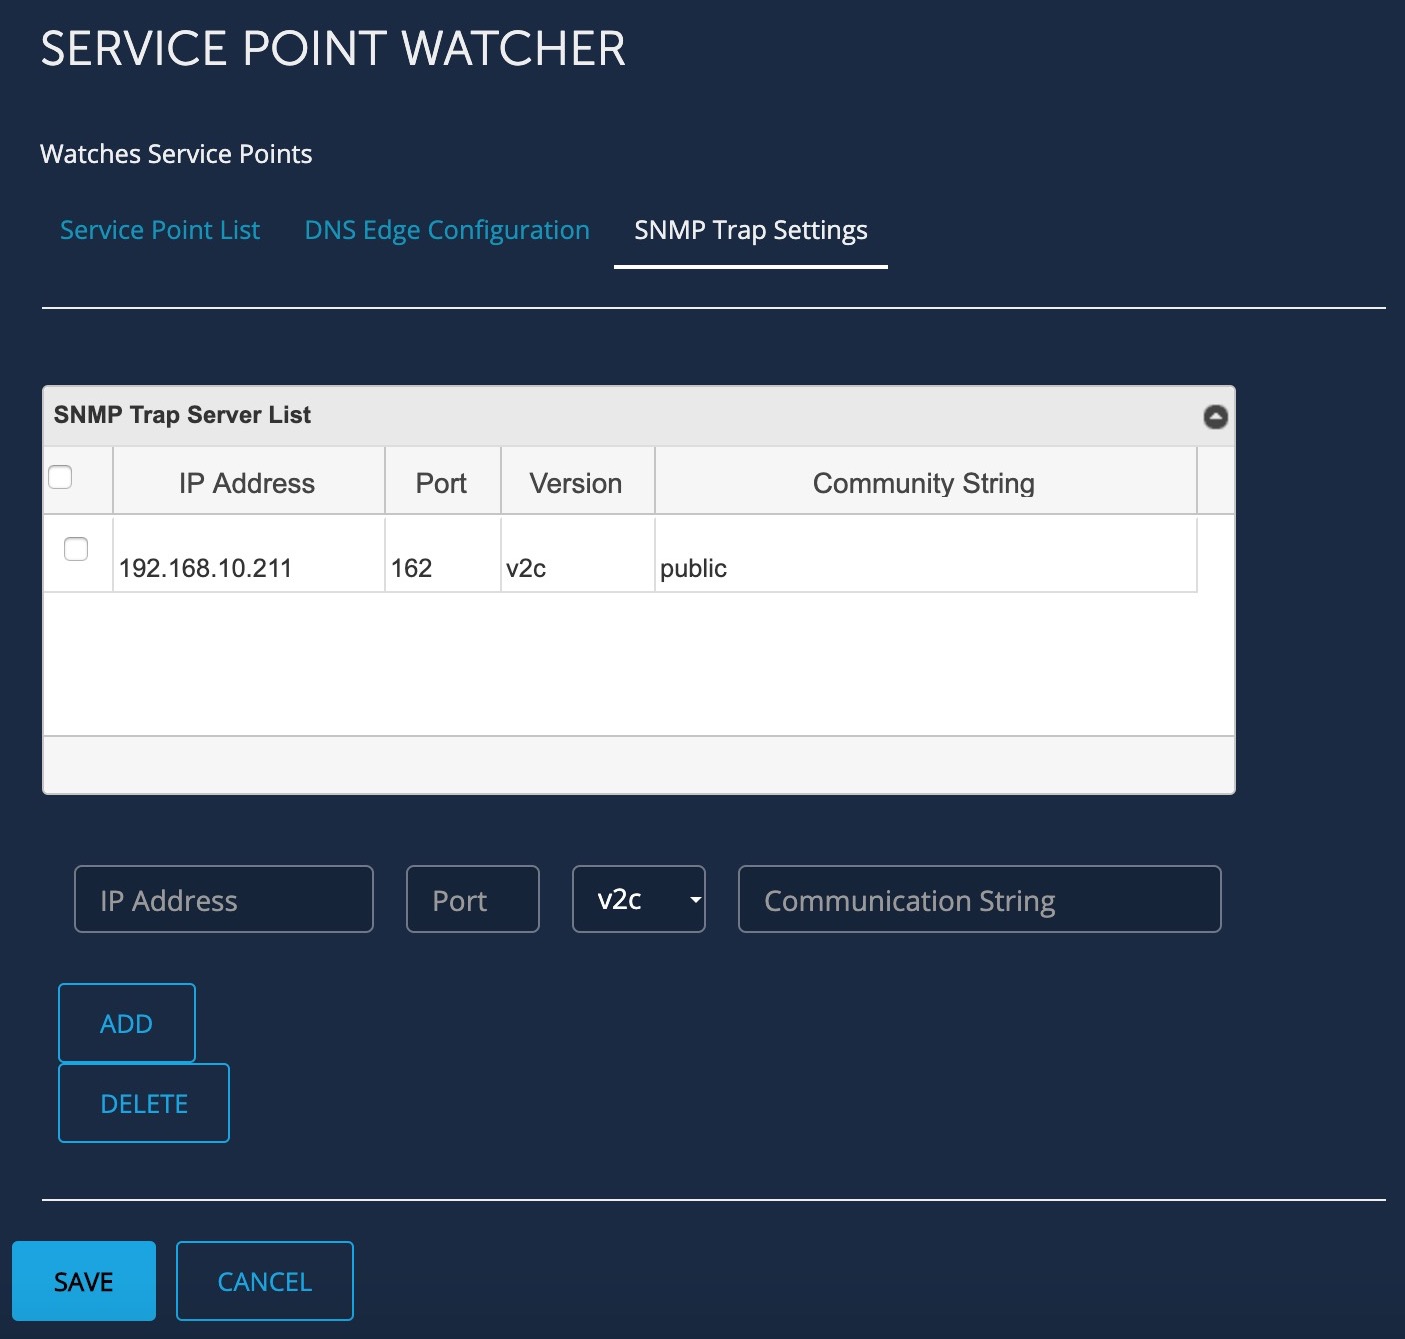 SERVICE POINT WATCHER
Watches Service Points
Service Point List DNS Edge Configuration SNMP Trap Settings
SNMP Trap Server List
IP Address Port Version Community String
192.168.10.211 162 v2c public
IP Address Port v2c Communication String
ADD
DELETE
SAVE CANCEL